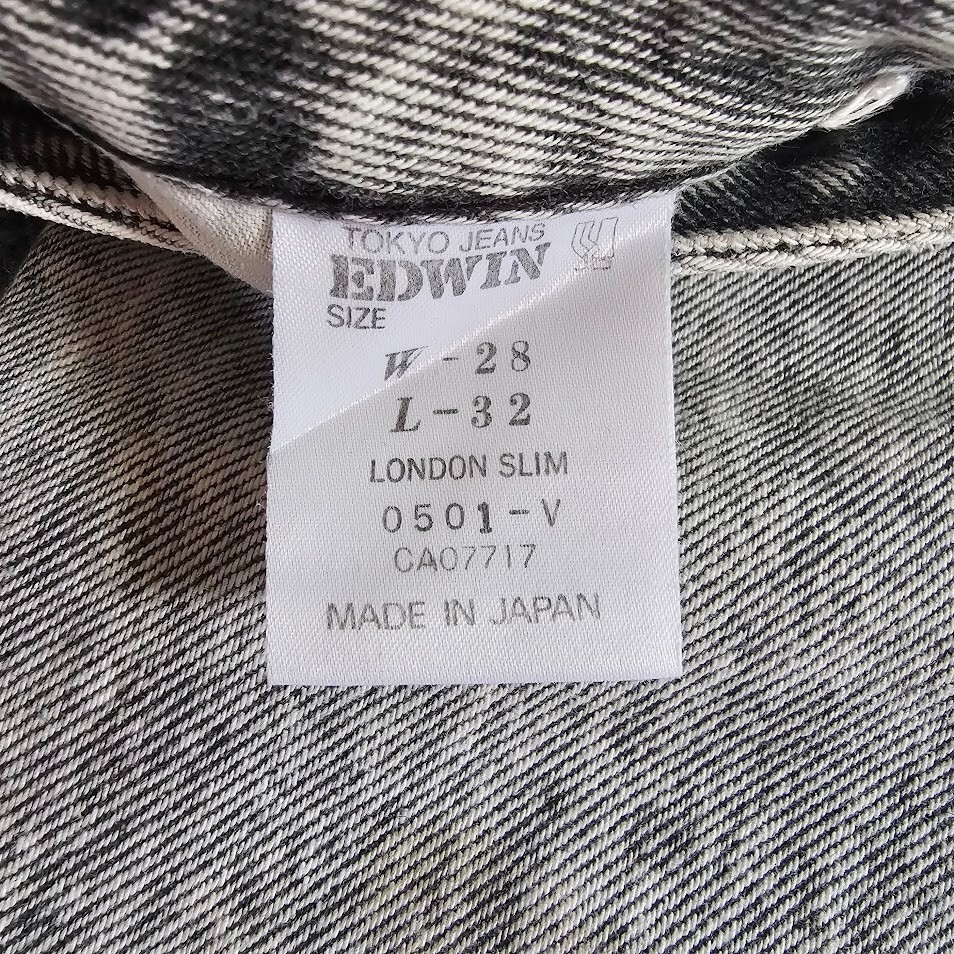 TOKYO JEANS
EDWIN
SIZE
W-28
L-32
LONDON SLIM
0501-V
CA07717
MADE IN JAPAN